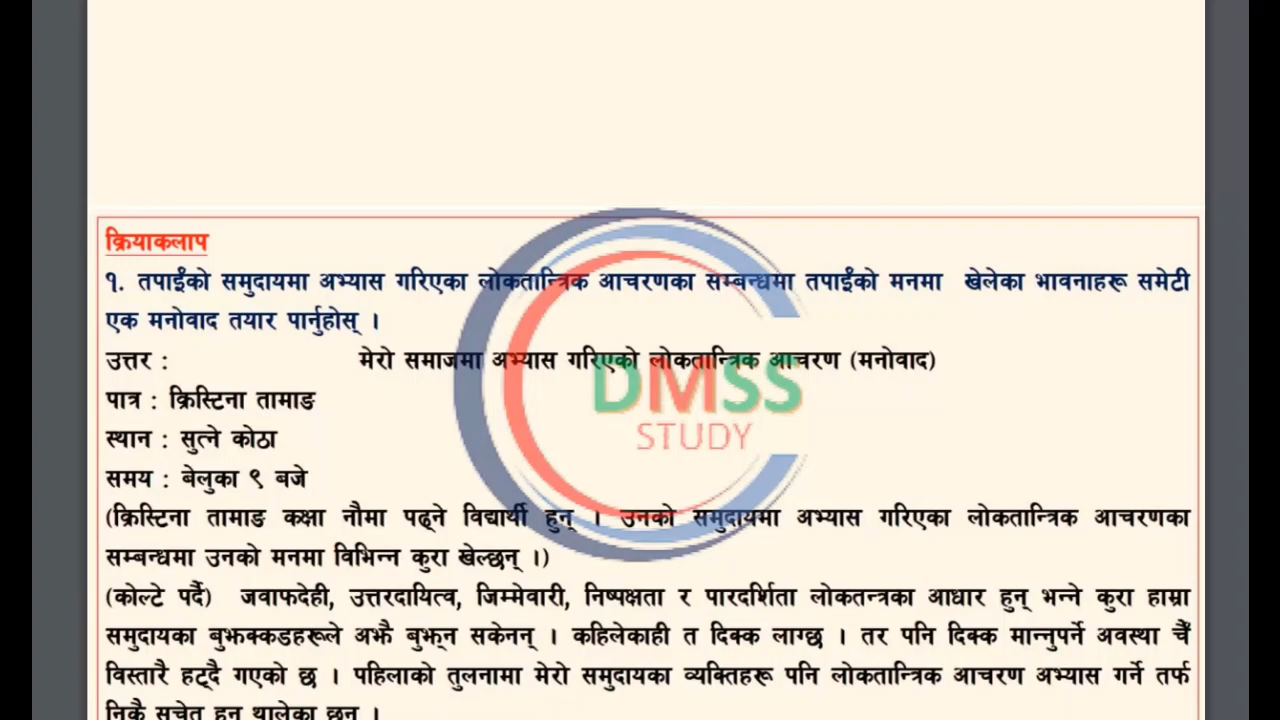 क्रियाकलाप
१. तपाईंको समुदायमा अभ्यास गरिएका लोकतान्त्रिक आचरणका सम्बन्धमा तपाईंको मनमा खेलेका भावनाहरू समेटी
एक मनोवाद तयार पार्नुहोस् ।
उत्तर : मेरो समाजमा अभ्यास गरिएको लोकतान्त्रिक आचरण (मनोवाद)
DMSS
STUDY
पात्र : क्रिस्टिना तामाङ
स्थान : सुत्ने कोठा
समय : बेलुका ९ बजे
(क्रिस्टिना तामाङ कक्षा नौमा पढ्ने विद्यार्थी हुन् । उनको समुदायमा अभ्यास गरिएका लोकतान्त्रिक आचरणका
सम्बन्धमा उनको मनमा विभिन्न कुरा खेल्छन् ।)
(कोल्टे पर्दै) जवाफदेही, उत्तरदायित्व, जिम्मेवारी, निष्पक्षता र पारदर्शिता लोकतन्त्रका आधार हुन् भन्ने कुरा हाम्रा
समुदायका बुझक्कडहरूले अझै बुझ्न सकेनन् । कहिलेकाही त दिक्क लाग्छ । तर पनि दिक्क मान्नुपर्ने अवस्था चैँ
विस्तारै हट्दै गएको छ । पहिलाको तुलनामा मेरो समुदायका व्यक्तिहरू पनि लोकतान्त्रिक आचरण अभ्यास गर्ने तर्फ
निकै सचेत हुन थालेका छन् ।